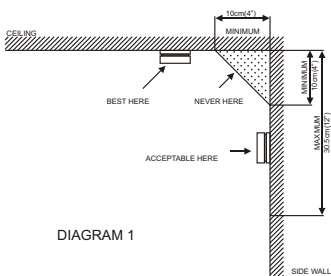 10cm(4")
MINIMUM
CEILING
BEST HERE
NEVER HERE
MINIMUM
10cm(4")
MAXIMUM
30.5cm(12")
ACCEPTABLE HERE
DIAGRAM 1
SIDE WALL